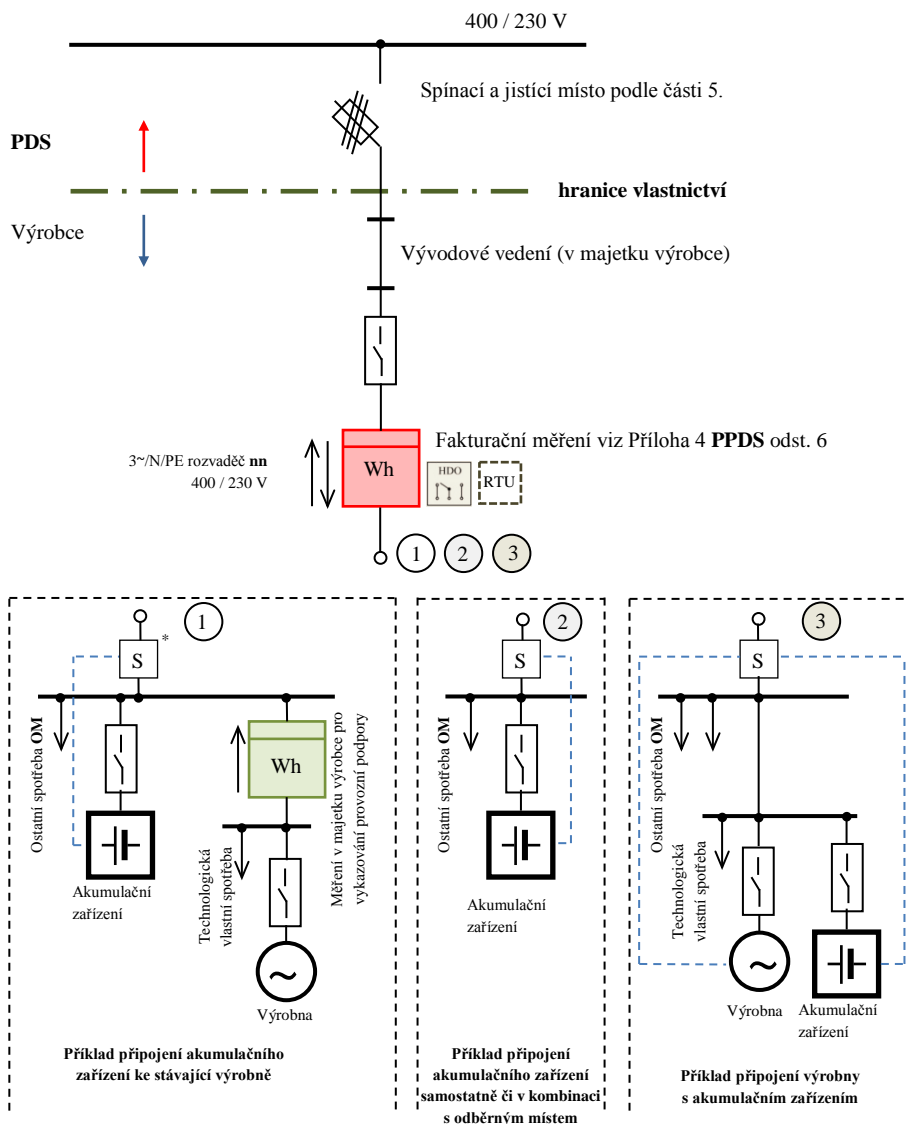 400 / 230 V
Spínací a jistící místo podle části 5.
PDS
hranice vlastnictví
Výrobce
Vývodové vedení (v majetku výrobce)
Fakturační měření viz Příloha 4 PPDS odst. 6
3~/N/PE rozvaděč nn
400 / 230 V
Wh
HDO
RTU
1
2
3
1
S
*
Ostatní spotřeba OM
Wh
Měření v majetku výrobce pro
vykazování provozní podpory
Akumulační
zařízení
Technologická
vlastní spotřeba
Výrobna
Příklad připojení akumulačního
zařízení ke stávající výrobně
2
S
Ostatní spotřeba OM
Akumulační
zařízení
Příklad připojení
akumulačního zařízení
samostatně či v kombinaci
s odběrným místem
3
S
Ostatní spotřeba OM
Technologická
vlastní spotřeba
Výrobna
Akumulační
zařízení
Příklad připojení výrobny
s akumulačním zařízením